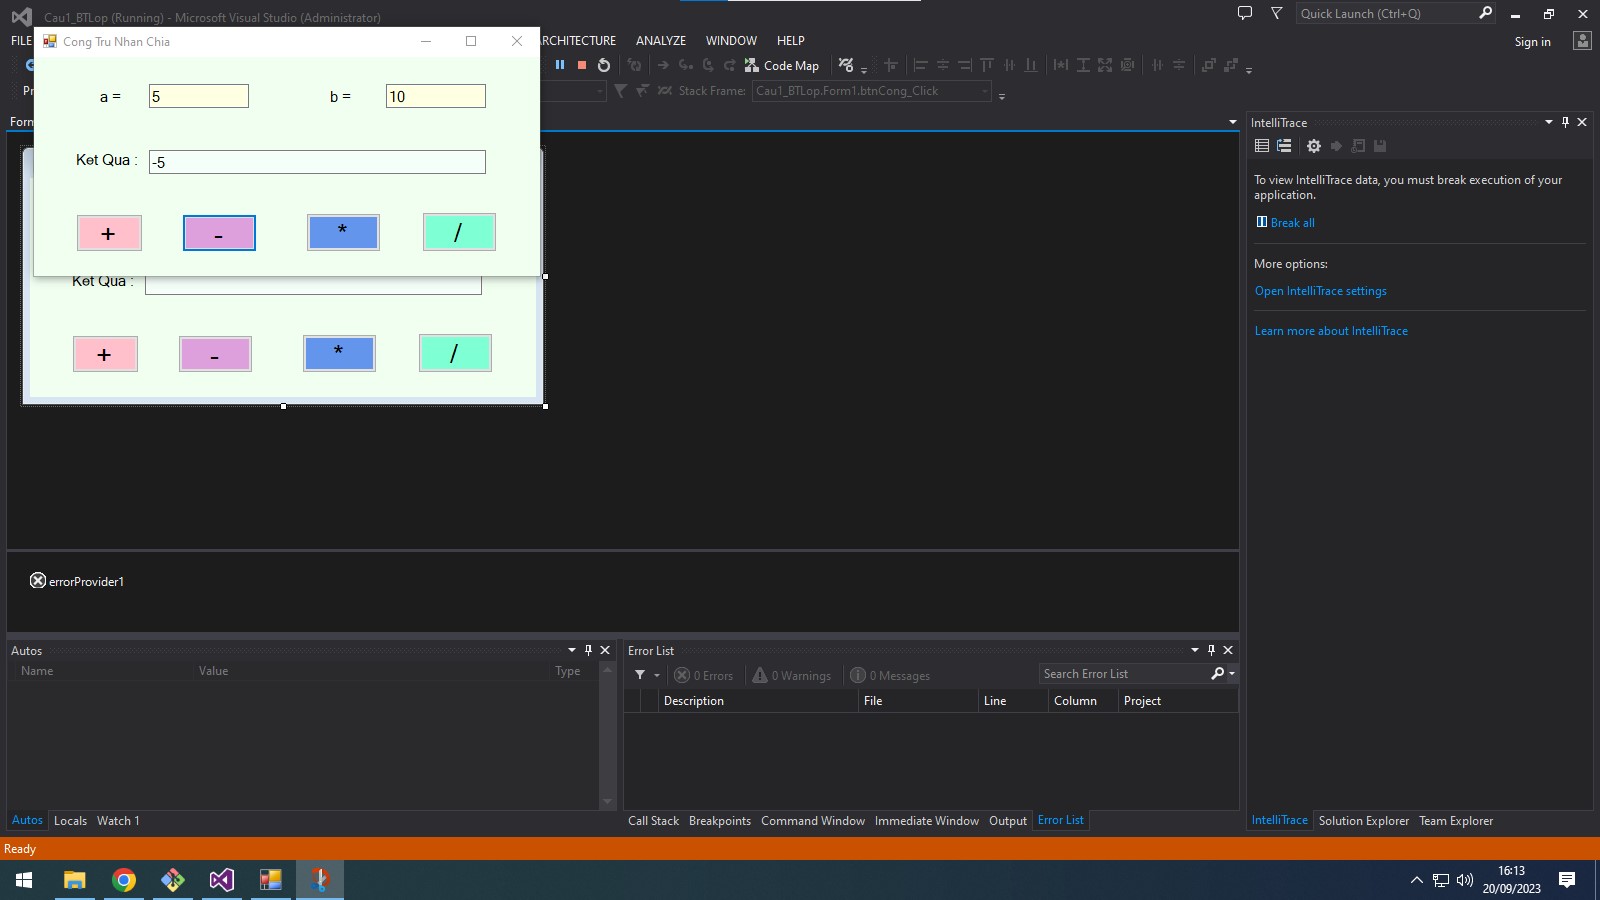 Cau1_BTLop (Running) - Microsoft Visual Studio (Administrator)
Quick Launch (Ctrl+Q)
FILE
ARCHITECTURE ANALYZE WINDOW HELP
Sign in
Cong Tru Nhan Chia
Code Map
Stack Frame: Cau1_BTLop.Form1.btnCong_Click
a = 5 b = 10
Ket Qua : -5
+ - * /
Ket Qua :
+ - * /
errorProvider1
IntelliTrace
To view IntelliTrace data, you must break execution of your
application.
Break all
More options:
Open IntelliTrace settings
Learn more about IntelliTrace
Autos
Name Value Type
Autos Locals Watch 1
Error List
0 Errors 0 Warnings 0 Messages Search Error List
Description File Line Column Project
Call Stack Breakpoints Command Window Immediate Window Output Error List
IntelliTrace Solution Explorer Team Explorer
Ready
16:13
20/09/2023